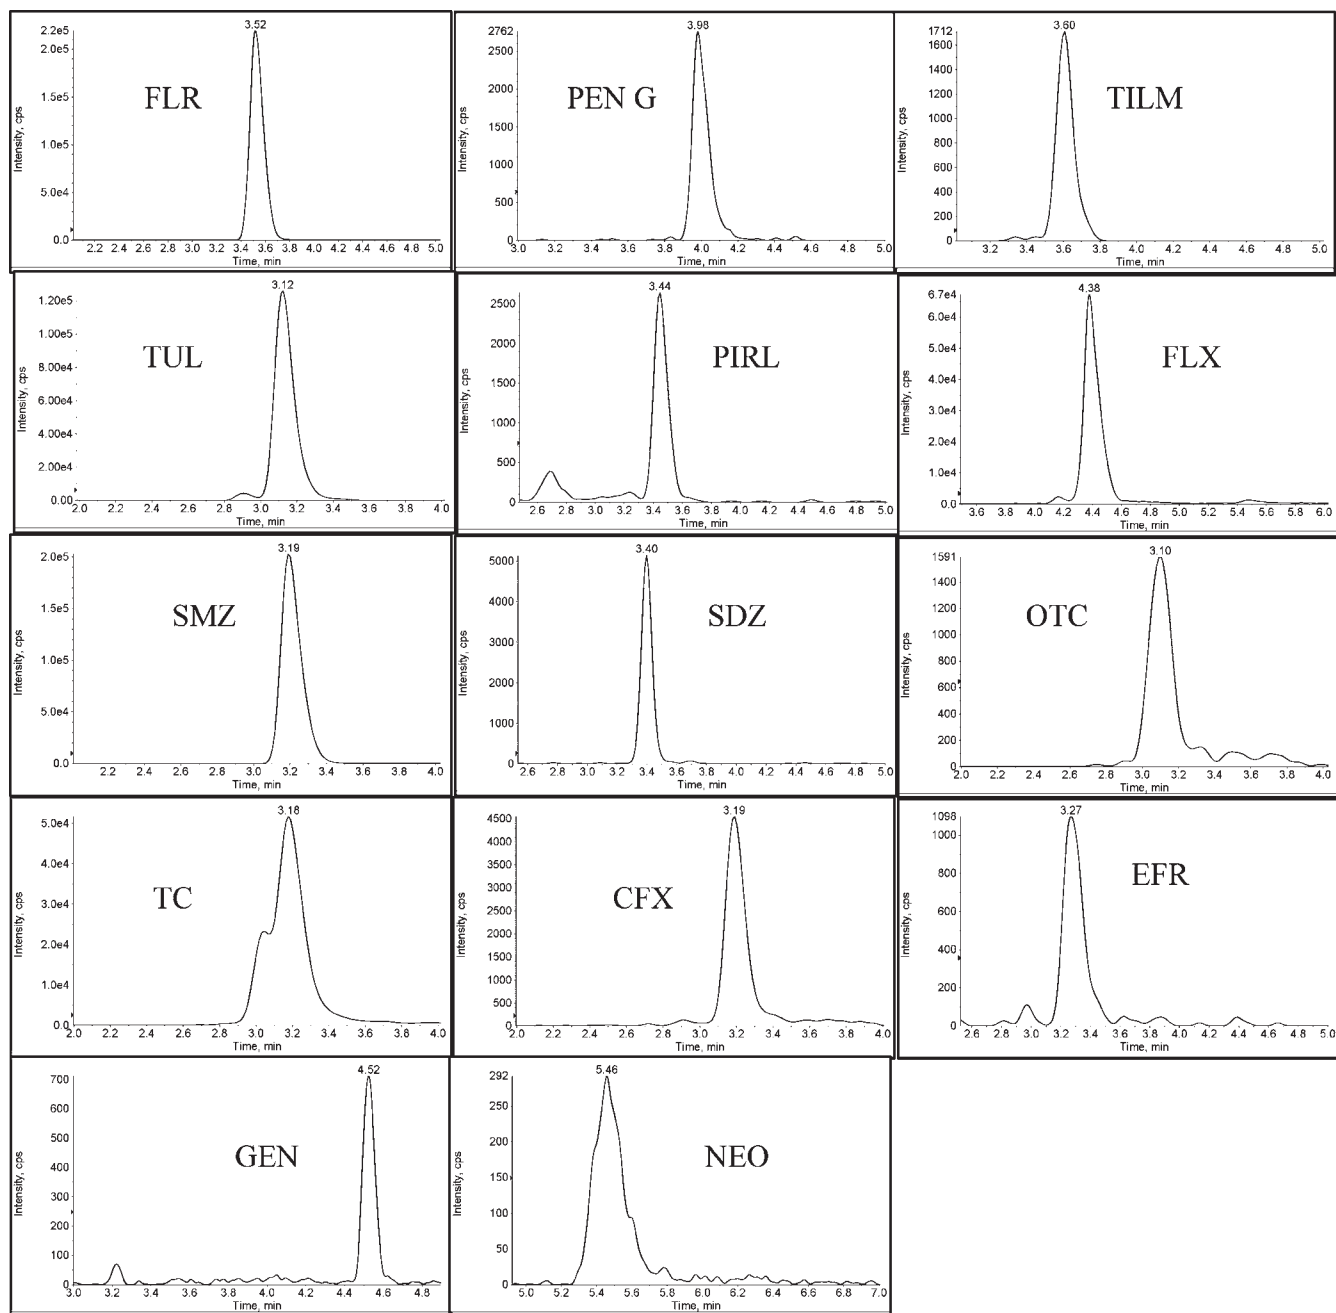 3.52
2.2e5
2.0e5
1.5e5
1.0e5
5.0e4
0.0
Intensity, cps
FLR
2.2 2.4 2.6 2.8 3.0 3.2 3.4 3.6 3.8 4.0 4.2 4.4 4.6 4.8 5.0
Time, min
3.98
2762
2500
2000
1500
1000
500
0
Intensity, cps
PEN G
3.0 3.4 3.6 4.0 4.2 4.4 4.6 5.0
Time, min
3.60
1712
1600
1400
1200
1000
800
600
400
200
0
Intensity, cps
TILM
3.2 3.6 3.8 4.0 4.2 4.4 4.6 5.0
Time, min
3.12
1.20e5
1.00e5
8.00e4
6.00e4
4.00e4
2.00e4
0.00
Intensity, cps
TUL
2.0 2.2 2.4 2.6 2.8 3.0 3.2 3.4 3.6 3.8 4.0
Time, min
3.44
2500
2000
1500
1000
500
0
Intensity, cps
PIRL
2.6 2.8 3.0 3.2 3.4 3.6 3.8 4.0 4.2 4.4 4.6 4.8 5.0
Time, min
4.38
6.7e4
6.0e4
5.0e4
4.0e4
3.0e4
2.0e4
1.0e4
0.0
Intensity, cps
FLX
3.6 3.8 4.0 4.2 4.4 4.6 4.8 5.2 5.4 5.6 5.8 6.0
Time, min
3.19
2.0e5
1.5e5
1.0e5
5.0e4
0.0
Intensity, cps
SMZ
2.2 2.4 2.6 2.8 3.0 3.2 3.4 3.6 3.8 4.0
Time, min
3.40
5000
4000
3000
2000
1000
0
Intensity, cps
SDZ
2.6 2.8 3.0 3.2 3.4 3.6 3.8 4.0 4.2 4.4 4.6 5.0
Time, min
3.10
1591
1400
1200
1000
800
600
400
200
0
Intensity, cps
OTC
2.0 2.2 2.4 2.6 2.8 3.0 3.2 3.4 3.6 3.8 4.0
Time, min
3.18
5.0e4
4.0e4
3.0e4
2.0e4
1.0e4
0.0
Intensity, cps
TC
2.0 2.2 2.4 2.6 2.8 3.0 3.2 3.4 3.6 3.8 4.0
Time, min
3.19
4500
4000
3500
3000
2500
2000
1500
1000
500
0
Intensity, cps
CFX
2.0 2.2 2.4 2.6 3.0 3.2 3.4 3.6 3.8 4.0
Time, min
3.27
1098
1000
800
600
400
200
0
Intensity, cps
EFR
2.6 2.8 3.0 3.2 3.4 3.6 3.8 4.0 4.2 4.4 4.6 4.8 5.0
Time, min
4.52
700
600
500
400
300
200
100
0
Intensity, cps
GEN
3.0 3.2 3.4 3.6 3.8 4.0 4.2 4.4 4.6 4.8
Time, min
5.46
292
250
200
150
100
50
0
Intensity, cps
NEO
5.0 5.4 5.6 5.8 6.0 6.2 6.4 6.6 7.0
Time, min